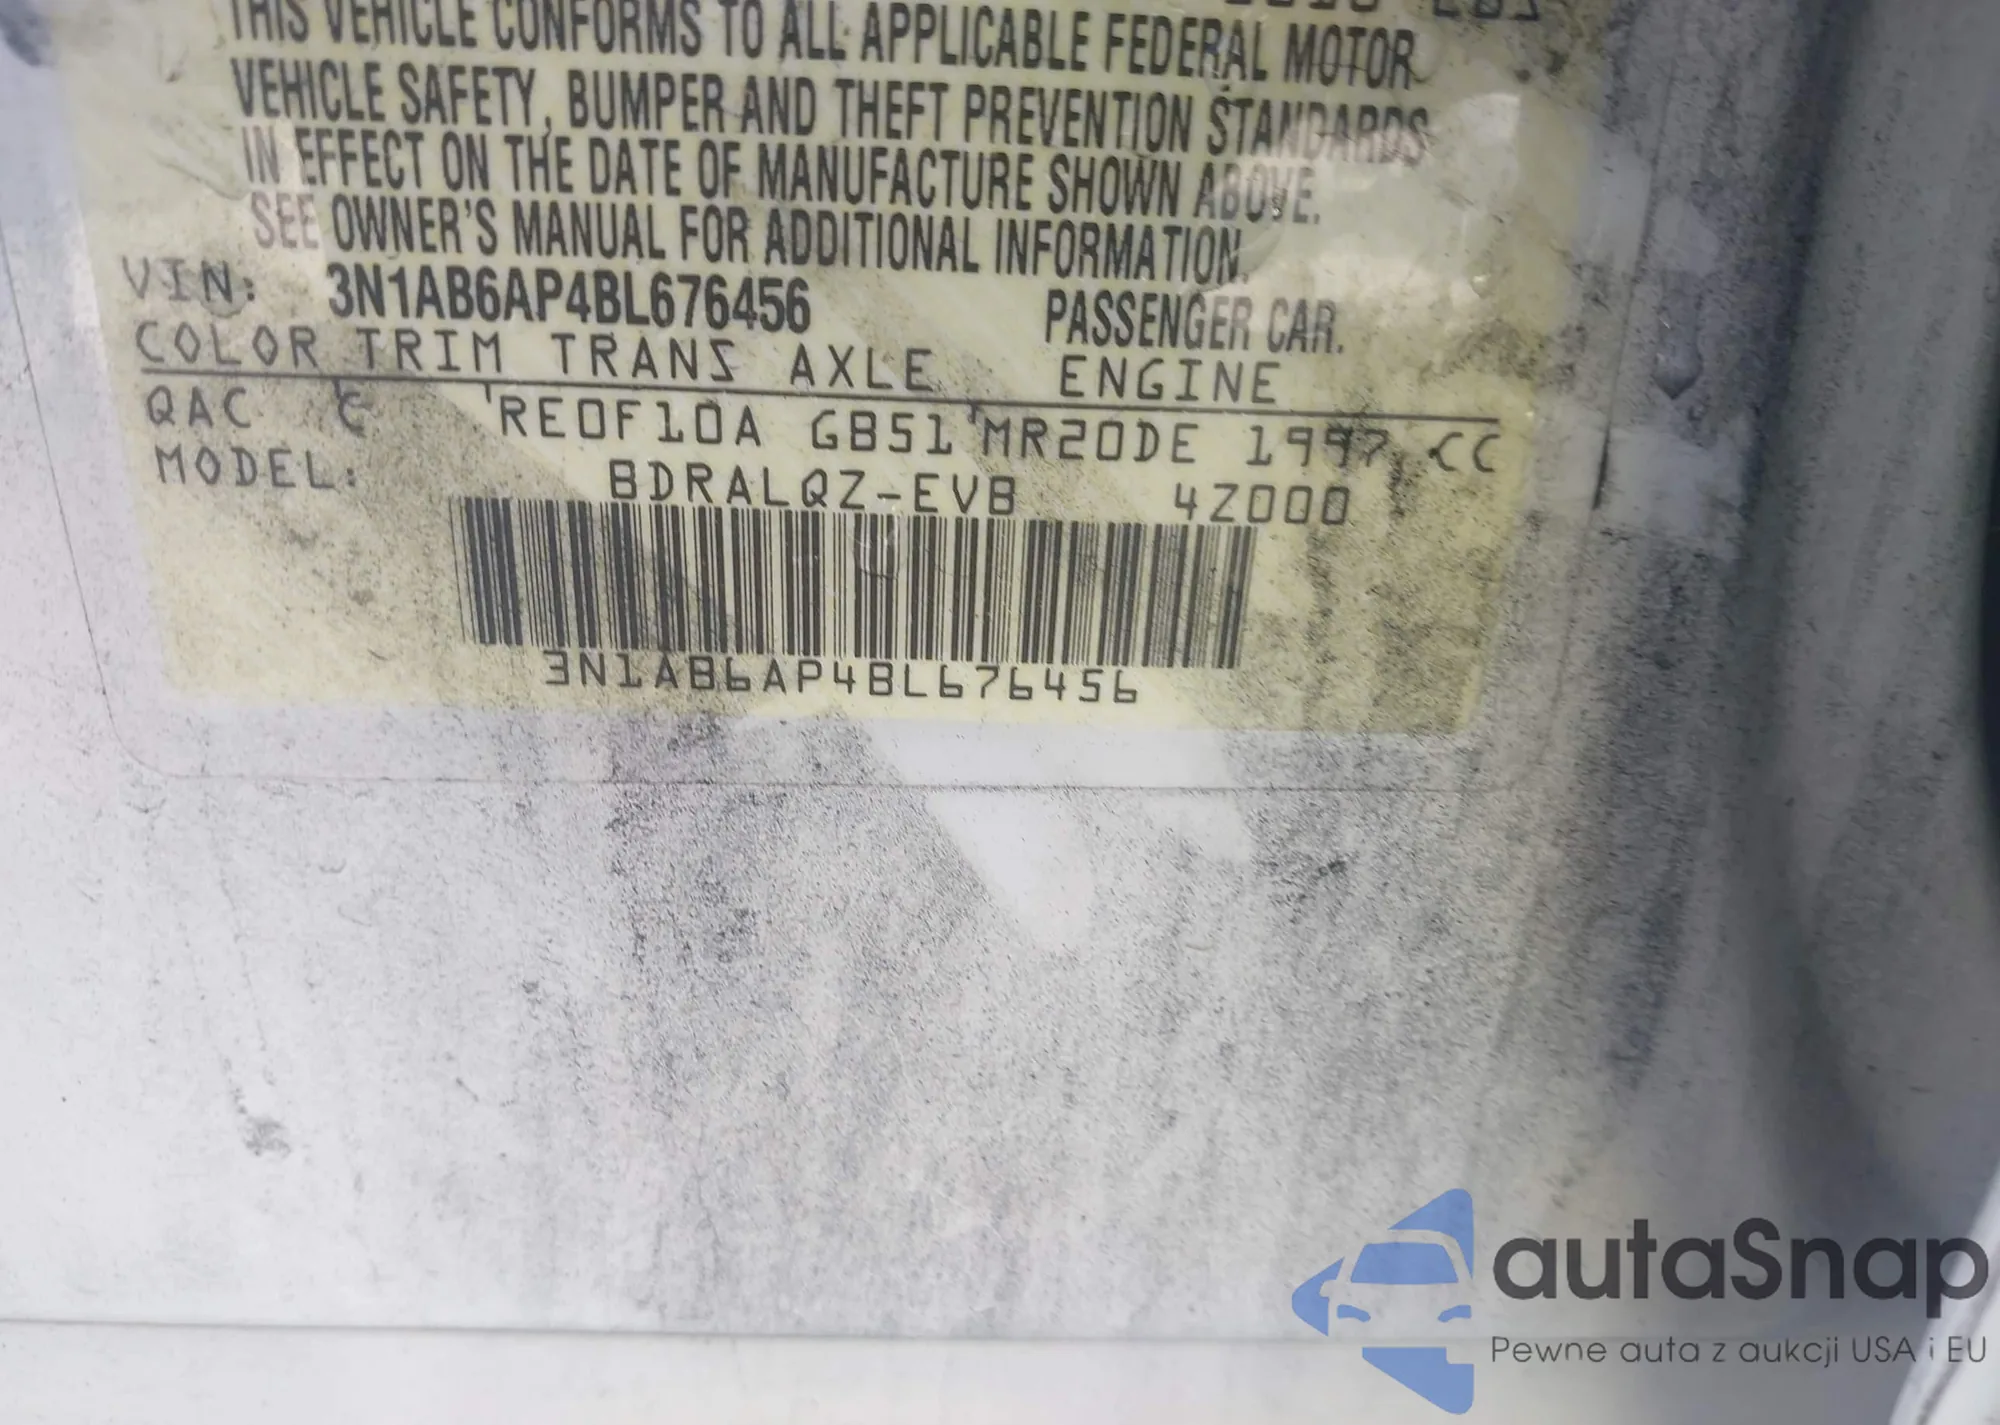 LBS
THIS VEHICLE CONFORMS TO ALL APPLICABLE FEDERAL MOTOR
VEHICLE SAFETY, BUMPER AND THEFT PREVENTION STANDARDS
IN EFFECT ON THE DATE OF MANUFACTURE SHOWN ABOVE.
SEE OWNER'S MANUAL FOR ADDITIONAL INFORMATION.
VIN: 3N1AB6AP4BL676456 PASSENGER CAR.
COLOR TRIM TRANS AXLE ENGINE
QAC C RE0F10A GB51 MR20DE 1997 CC
MODEL: BDRALQZ-EVB 4Z000
3N1AB6AP4BL676456
autaSnap
Pewne auta z aukcji USA i EU